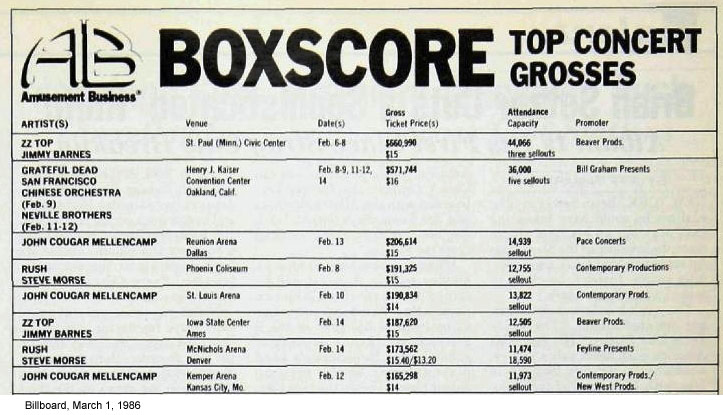 AB
BOXSCORE
TOP CONCERT
GROSSES
Amusement Business®
ARTIST(S) Venue Date(s) Gross Ticket Price(s) Attendance Capacity Promoter
ZZ TOP St. Paul (Minn.) Civic Center Feb. 6-8 $660,990 44,066 Beaver Prods.
JIMMY BARNES $15 three sellouts
GRATEFUL DEAD Henry J. Kaiser Feb. 8-9, 11-12, $571,744 36,000 Bill Graham Presents
SAN FRANCISCO Convention Center 14 $16 five sellouts
CHINESE ORCHESTRA Oakland, Calif.
(Feb. 9)
NEVILLE BROTHERS
(Feb. 11-12)
JOHN COUGAR MELLENCAMP Reunion Arena Feb. 13 $206,614 14,939 Pace Concerts
Dallas $15 sellout
RUSH Phoenix Coliseum Feb. 8 $191,325 12,755 Contemporary Productions
STEVE MORSE $15 sellout
JOHN COUGAR MELLENCAMP St. Louis Arena Feb. 10 $190,834 13,822 Contemporary Prods.
$14 sellout
ZZ TOP Iowa State Center Feb. 14 $187,620 12,505 Beaver Prods.
JIMMY BARNES Ames $15 sellout
RUSH McNichols Arena Feb. 14 $173,562 11,474 Feyline Presents
STEVE MORSE Denver $15.40/$13.20 18,590
JOHN COUGAR MELLENCAMP Kemper Arena Feb. 12 $165,298 11,973 Contemporary Prods./
Kansas City, Mo. $14 sellout New West Prods.
Billboard, March 1, 1986